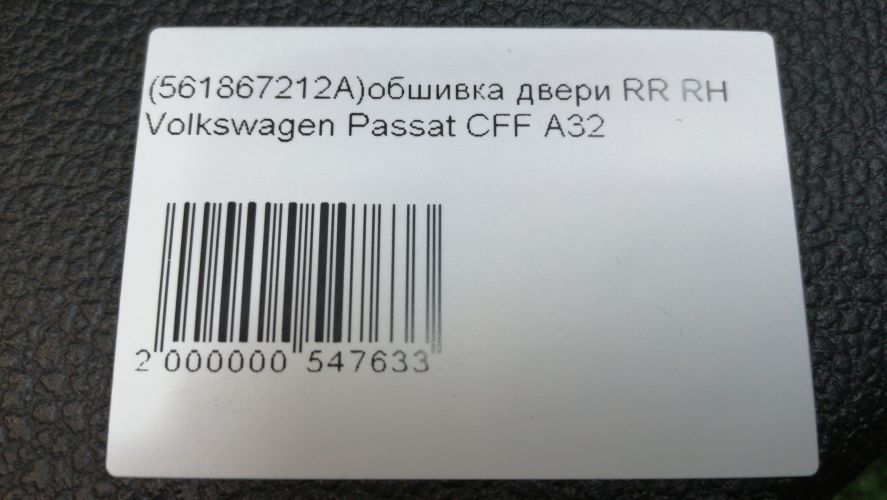 (561867212A)обшивка двери RR RH
Volkswagen Passat CFF A32
2 000000 547633